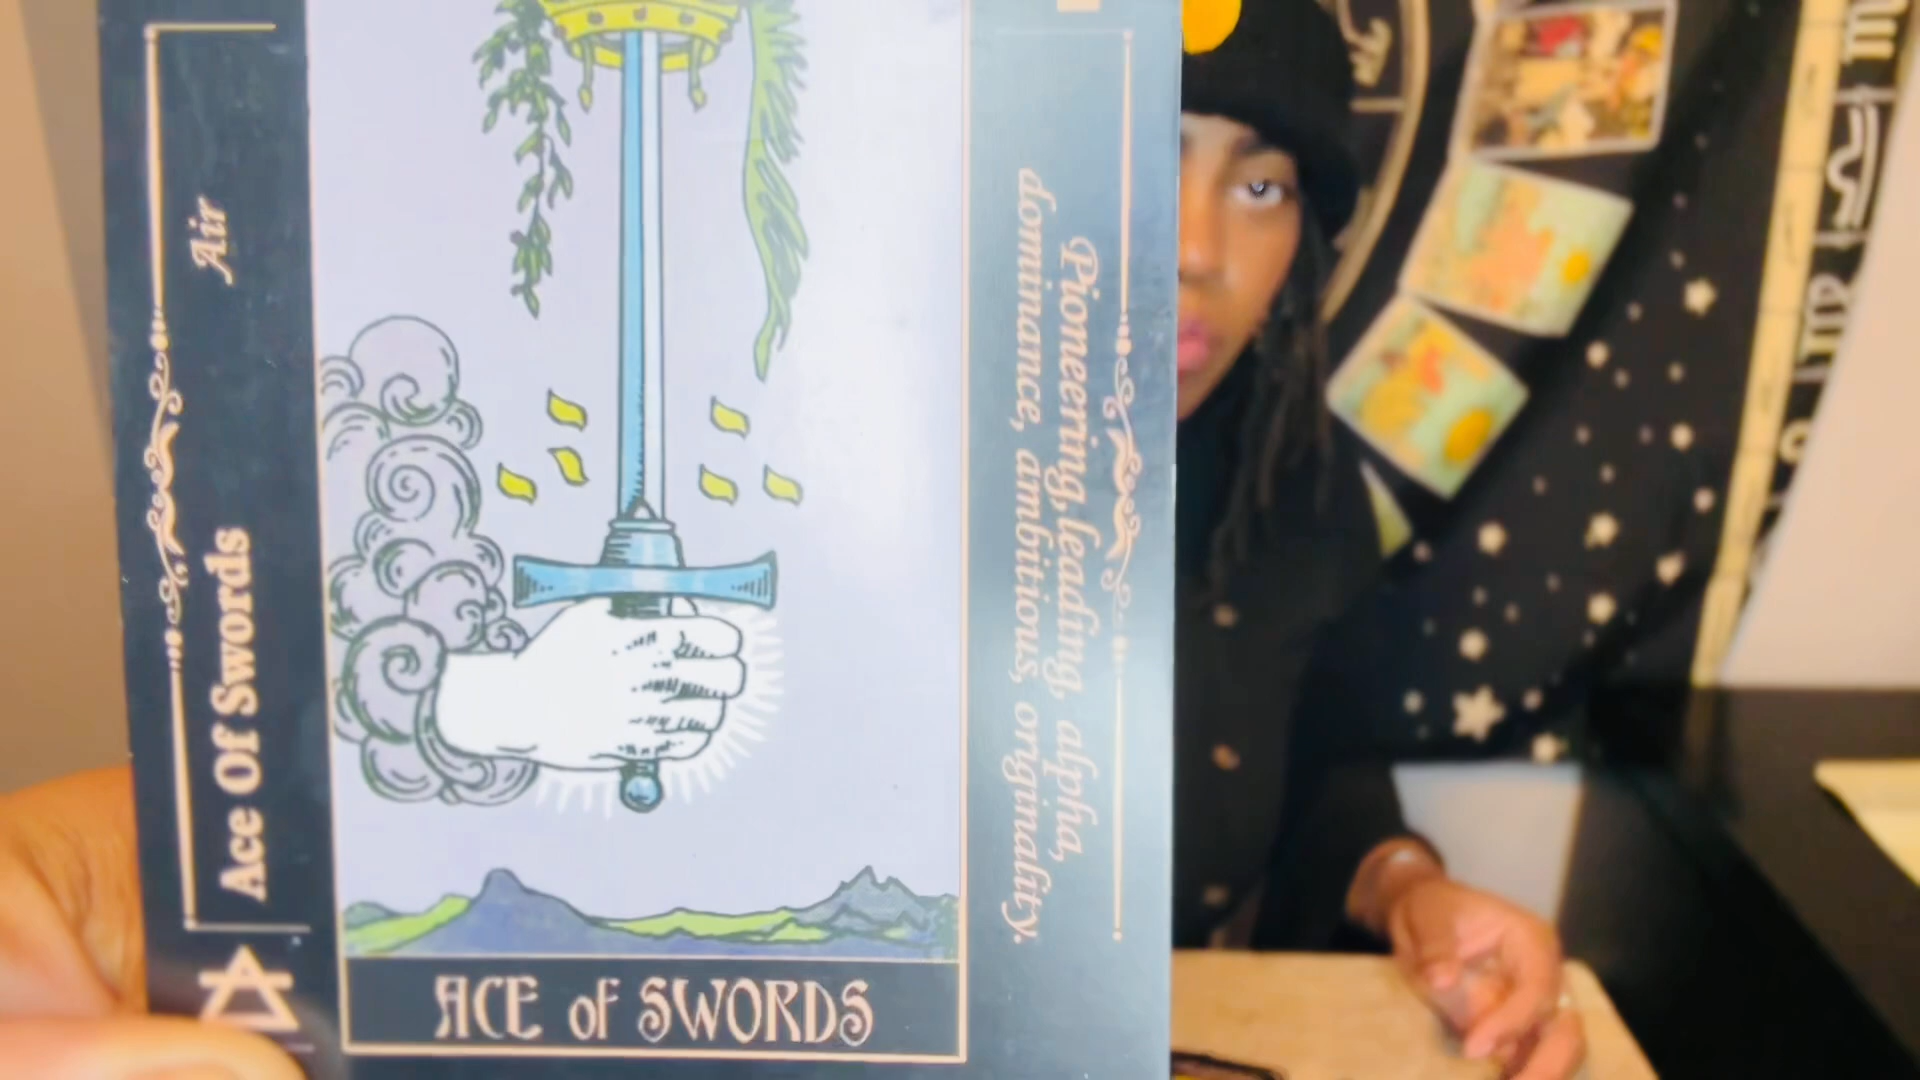 Air
Ace Of Swords
ACE of SWORDS
Pioneering, leading, alpha,
dominance, ambitious, originality.